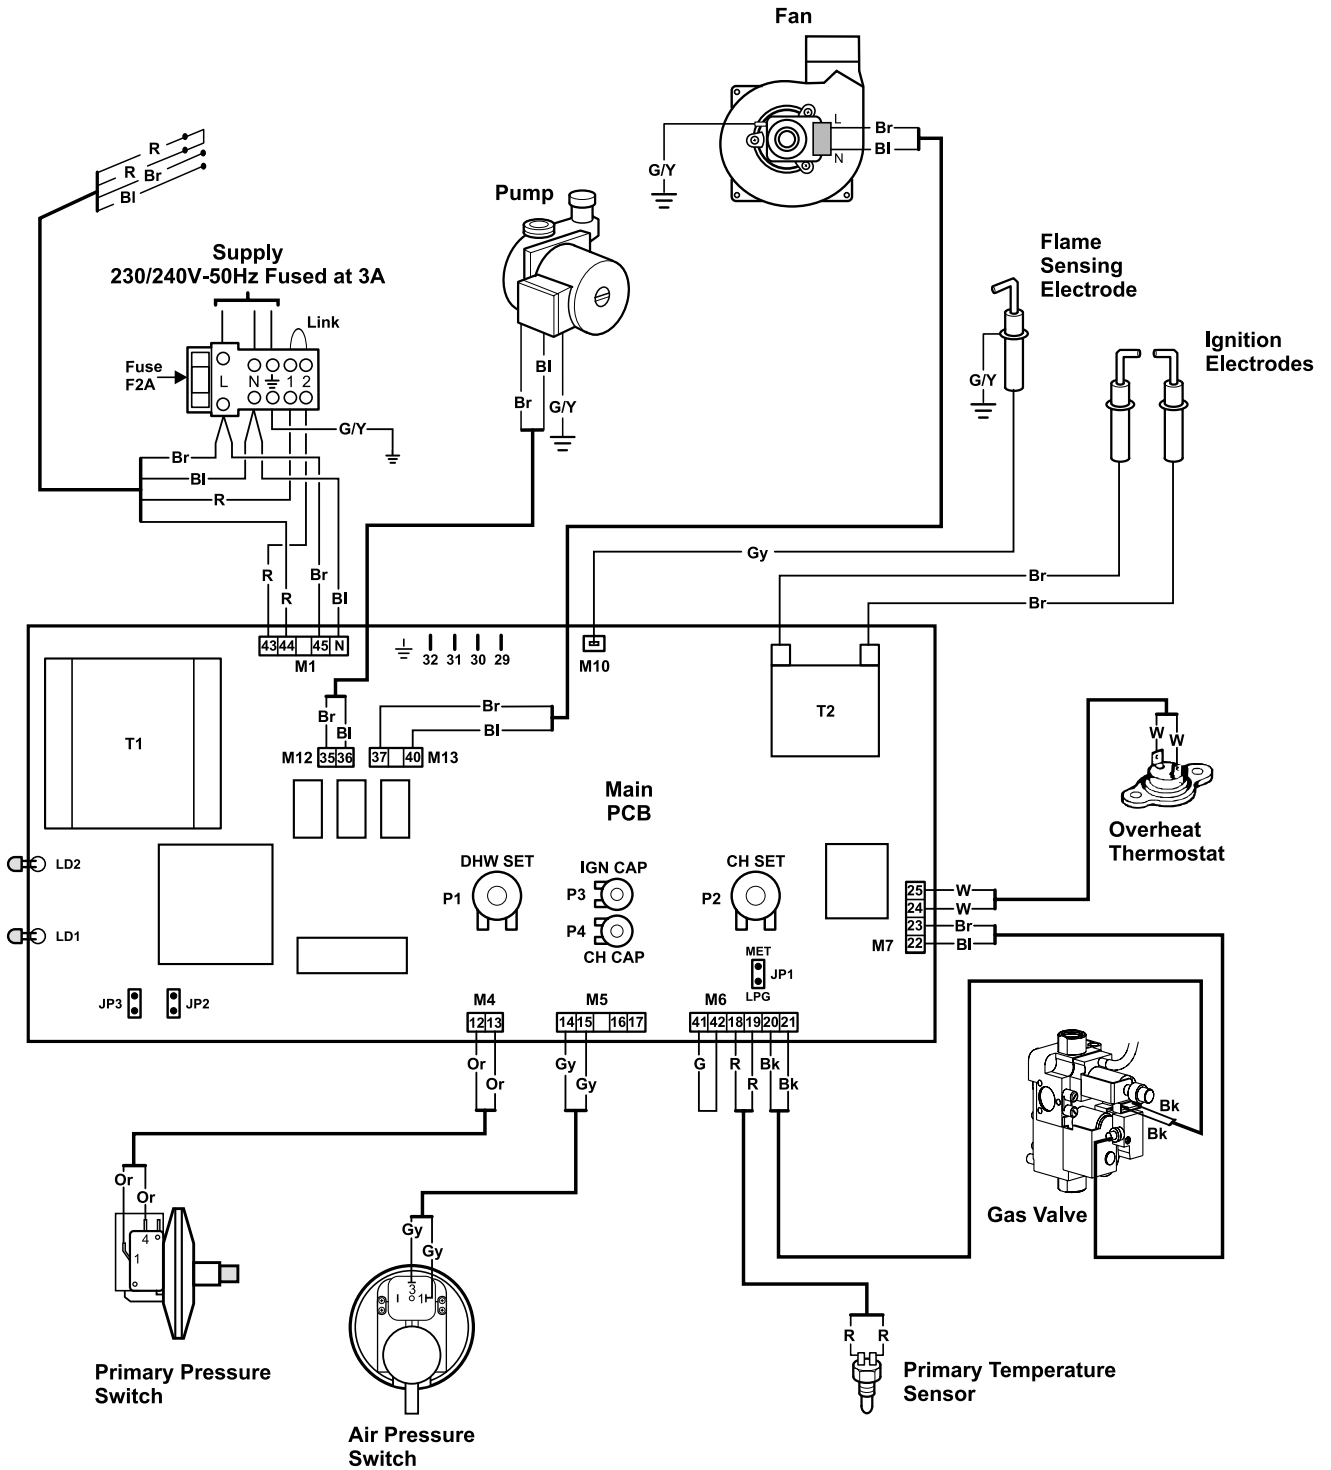 Fan
L
Br
Bl
N
G/Y
R
R
Br
Bl
Pump
Supply
230/240V-50Hz Fused at 3A
Link
Fuse
F2A
L
N
1
2
G/Y
Bl
Br
G/Y
Flame
Sensing
Electrode
G/Y
Ignition
Electrodes
Br
Bl
R
R
R
Br
Bl
Gy
Br
Br
43
44
45
N
M1
32
31
30
29
M10
Br
Bl
Br
Bl
M12
35
36
37
40
M13
T1
T2
Main
PCB
W
W
Overheat
Thermostat
LD2
LD1
DHW SET
P1
IGN CAP
P3
P4
CH CAP
CH SET
P2
25
24
23
22
M7
W
W
Br
Bl
MET
JP1
LPG
JP3
JP2
M4
12
13
M5
14
15
16
17
M6
41
42
18
19
20
21
Or
Or
Gy
Gy
G
R
R
Bk
Bk
Bk
Bk
Gas Valve
Or
Or
4
1
Primary Pressure
Switch
Gy
Gy
3
1
Air Pressure
Switch
R
R
Primary Temperature
Sensor